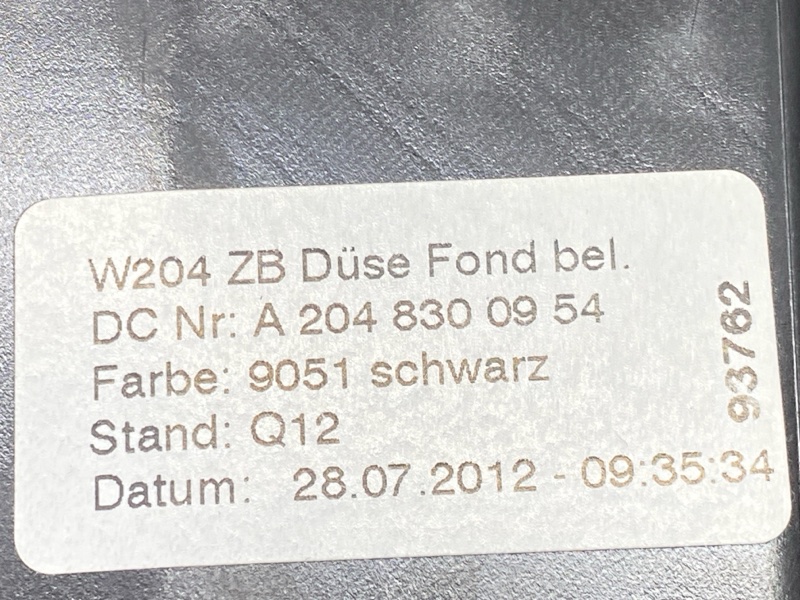 W204 ZB Düse Fond bel.
DC Nr: A 204 830 09 54
Farbe: 9051 schwarz
Stand: Q12
Datum: 28.07.2012 - 09:35:34
93762